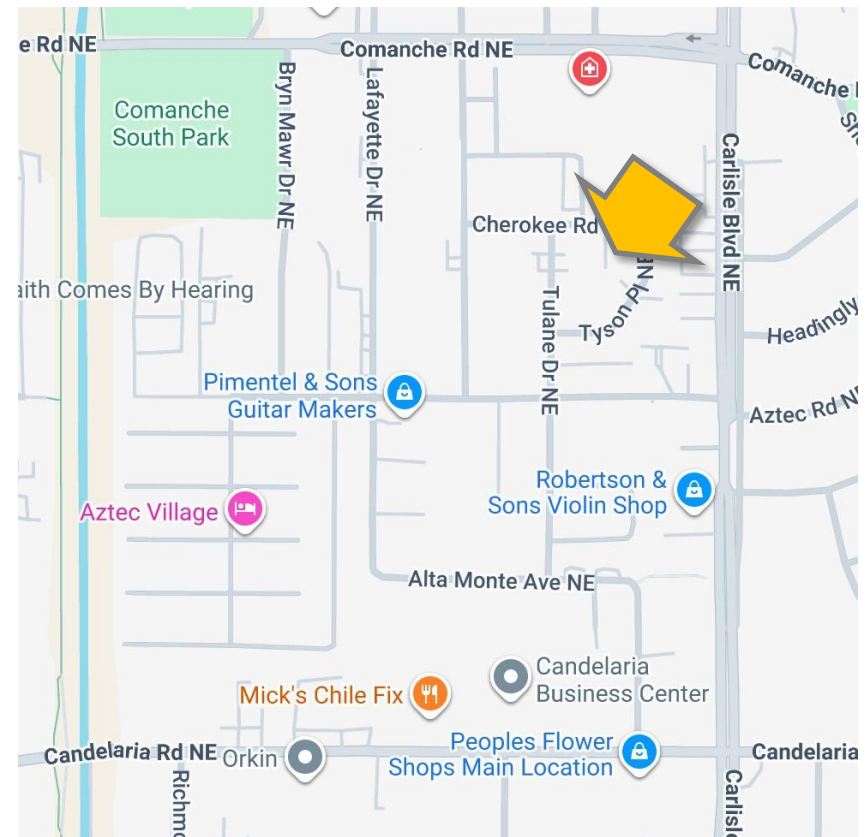 e Rd NE
Comanche Rd NE
Comanche
Comanche
South Park
Bryn Mawr Dr NE
Lafayette Dr NE
Carlisle Blvd NE
Cherokee Rd
NE
Tyson Pl
Tulane Dr NE
aith Comes By Hearing
Headingly
Pimentel & Sons
Guitar Makers
Aztec Rd NE
Robertson &
Sons Violin Shop
Aztec Village
Alta Monte Ave NE
Candelaria
Business Center
Mick's Chile Fix
Peoples Flower
Shops Main Location
Candelaria Rd NE
Orkin
Candelaria
Richmo
Carlisl